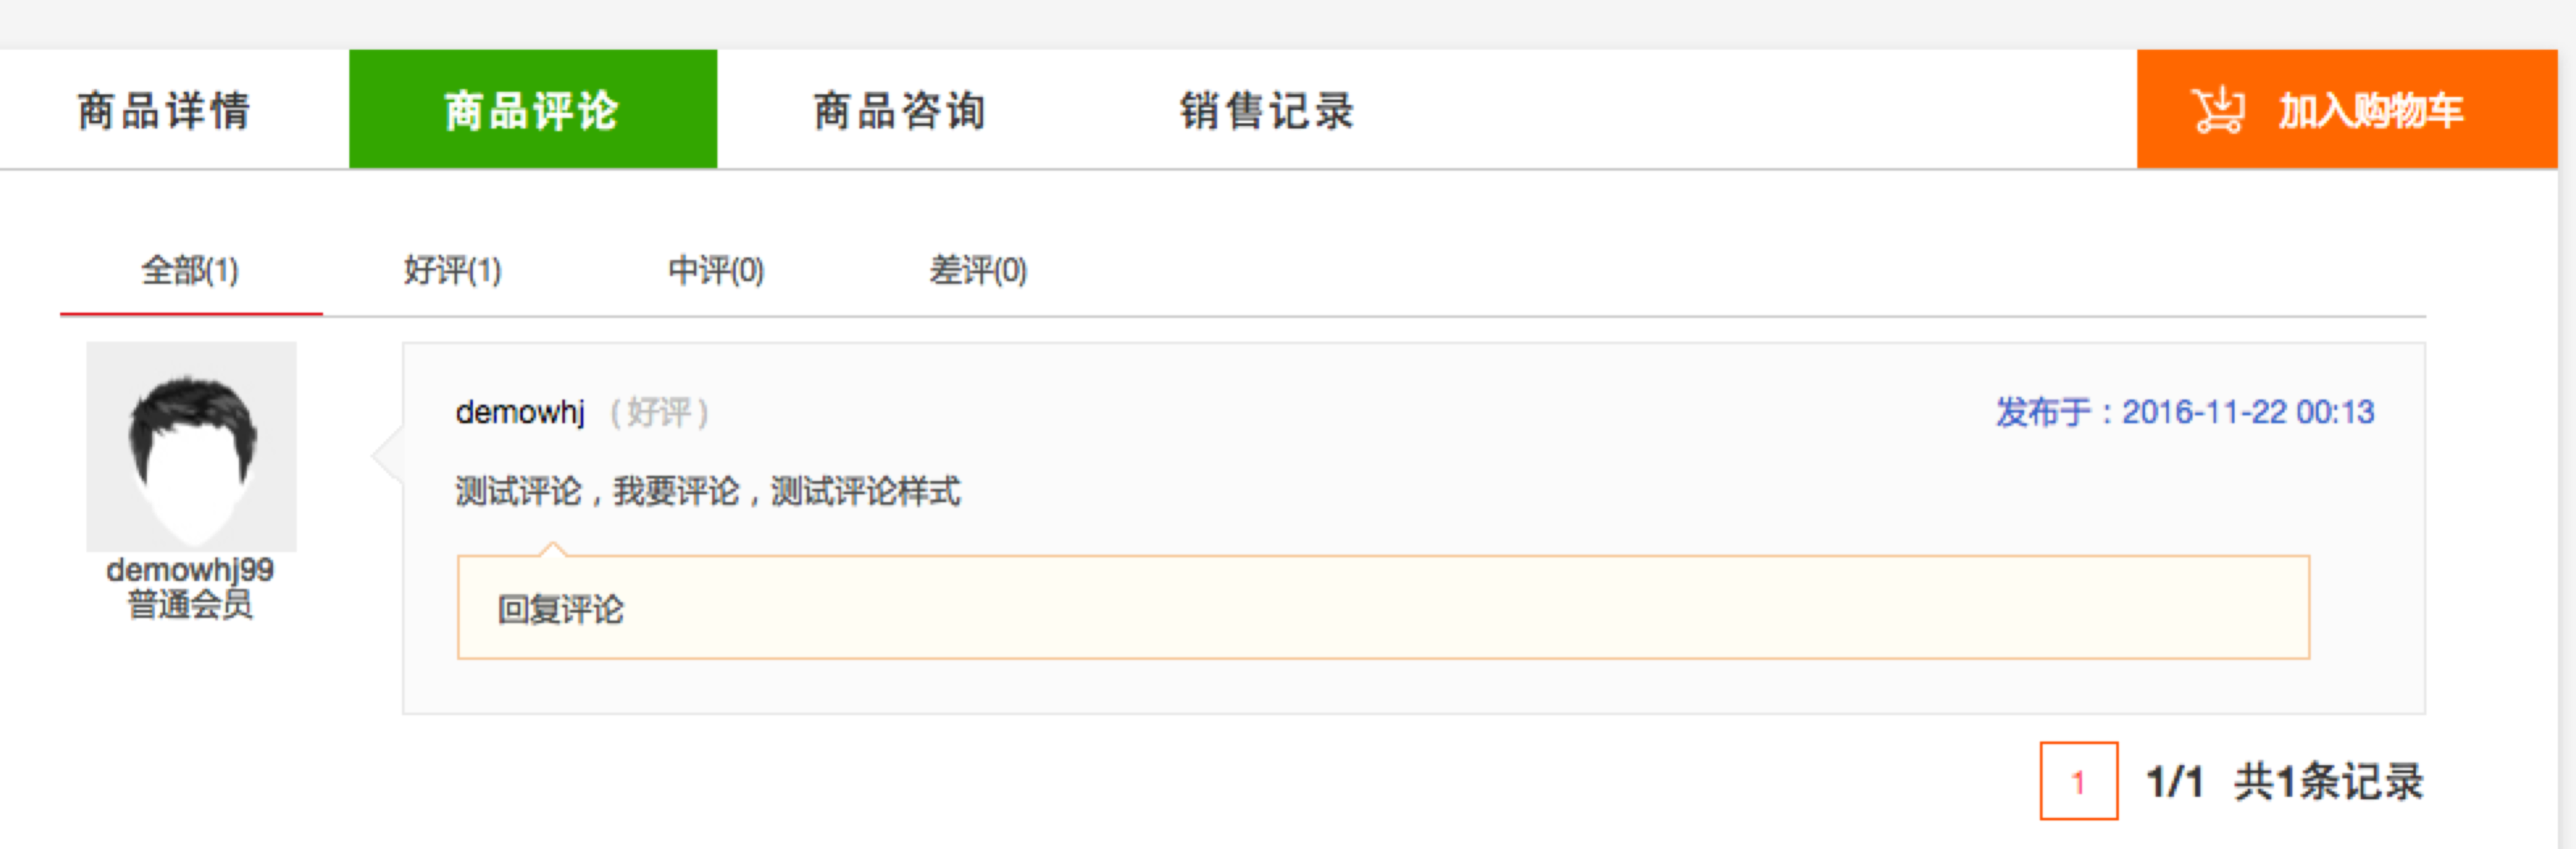 商品详情 商品评论 商品咨询 销售记录 加入购物车
全部(1) 好评(1) 中评(0) 差评(0)
demowhj (好评) 发布于：2016-11-22 00:13
测试评论，我要评论，测试评论样式
demowhj99
普通会员
回复评论
1 1/1 共1条记录